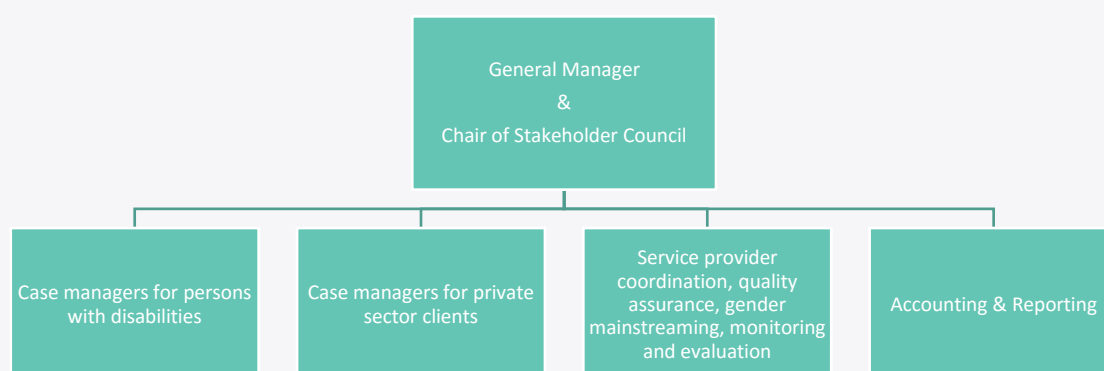 General Manager
&
Chair of Stakeholder Council
Case managers for persons
with disabilities
Case managers for private
sector clients
Service provider
coordination, quality
assurance, gender
mainstreaming, monitoring
and evaluation
Accounting & Reporting